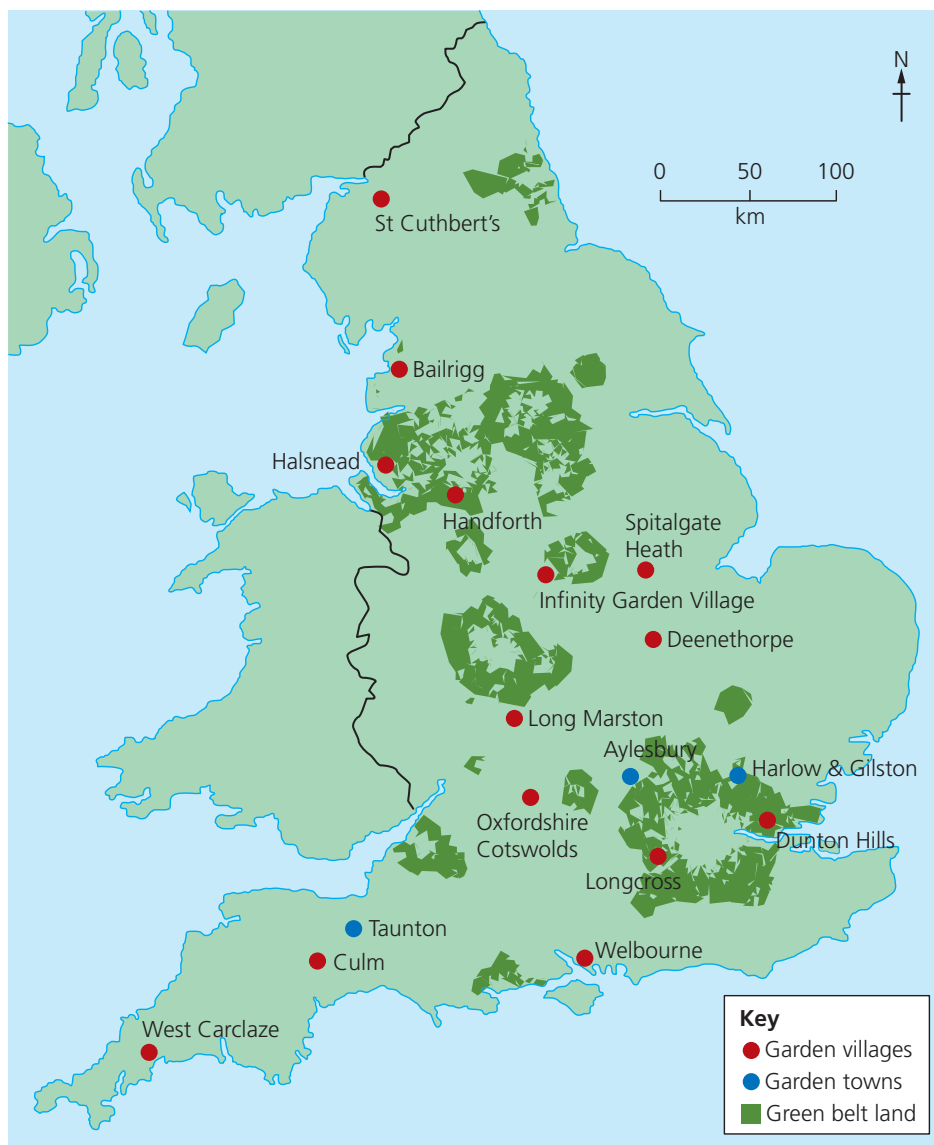 N
0 50 100
km
St Cuthbert's
Bailrigg
Halsnead
Handforth
Spitalgate
Heath
Infinity Garden Village
Deenethorpe
Long Marston
Aylesbury
Harlow & Gilston
Oxfordshire
Cotswolds
Dunton Hills
Longcross
Taunton
Welbourne
Culm
West Carclaze
Key
Garden villages
Garden towns
Green belt land